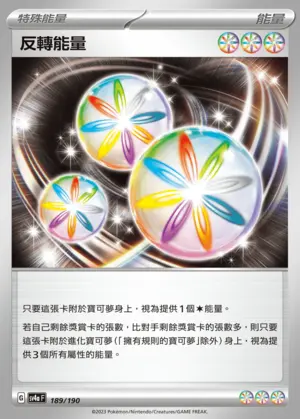 特殊能量
能量
反轉能量
只要這張卡附於寶可夢身上，視為提供1個✶能量。
若自己剩餘獎賞卡的張數，比對手剩餘獎賞卡的張數多，則只要
這張卡附於進化寶可夢（「擁有規則的寶可夢」除外）身上，視為提
供3個所有屬性的能量。
G sv4a F 189/190
©2023 Pokémon/Nintendo/Creatures/GAME FREAK.